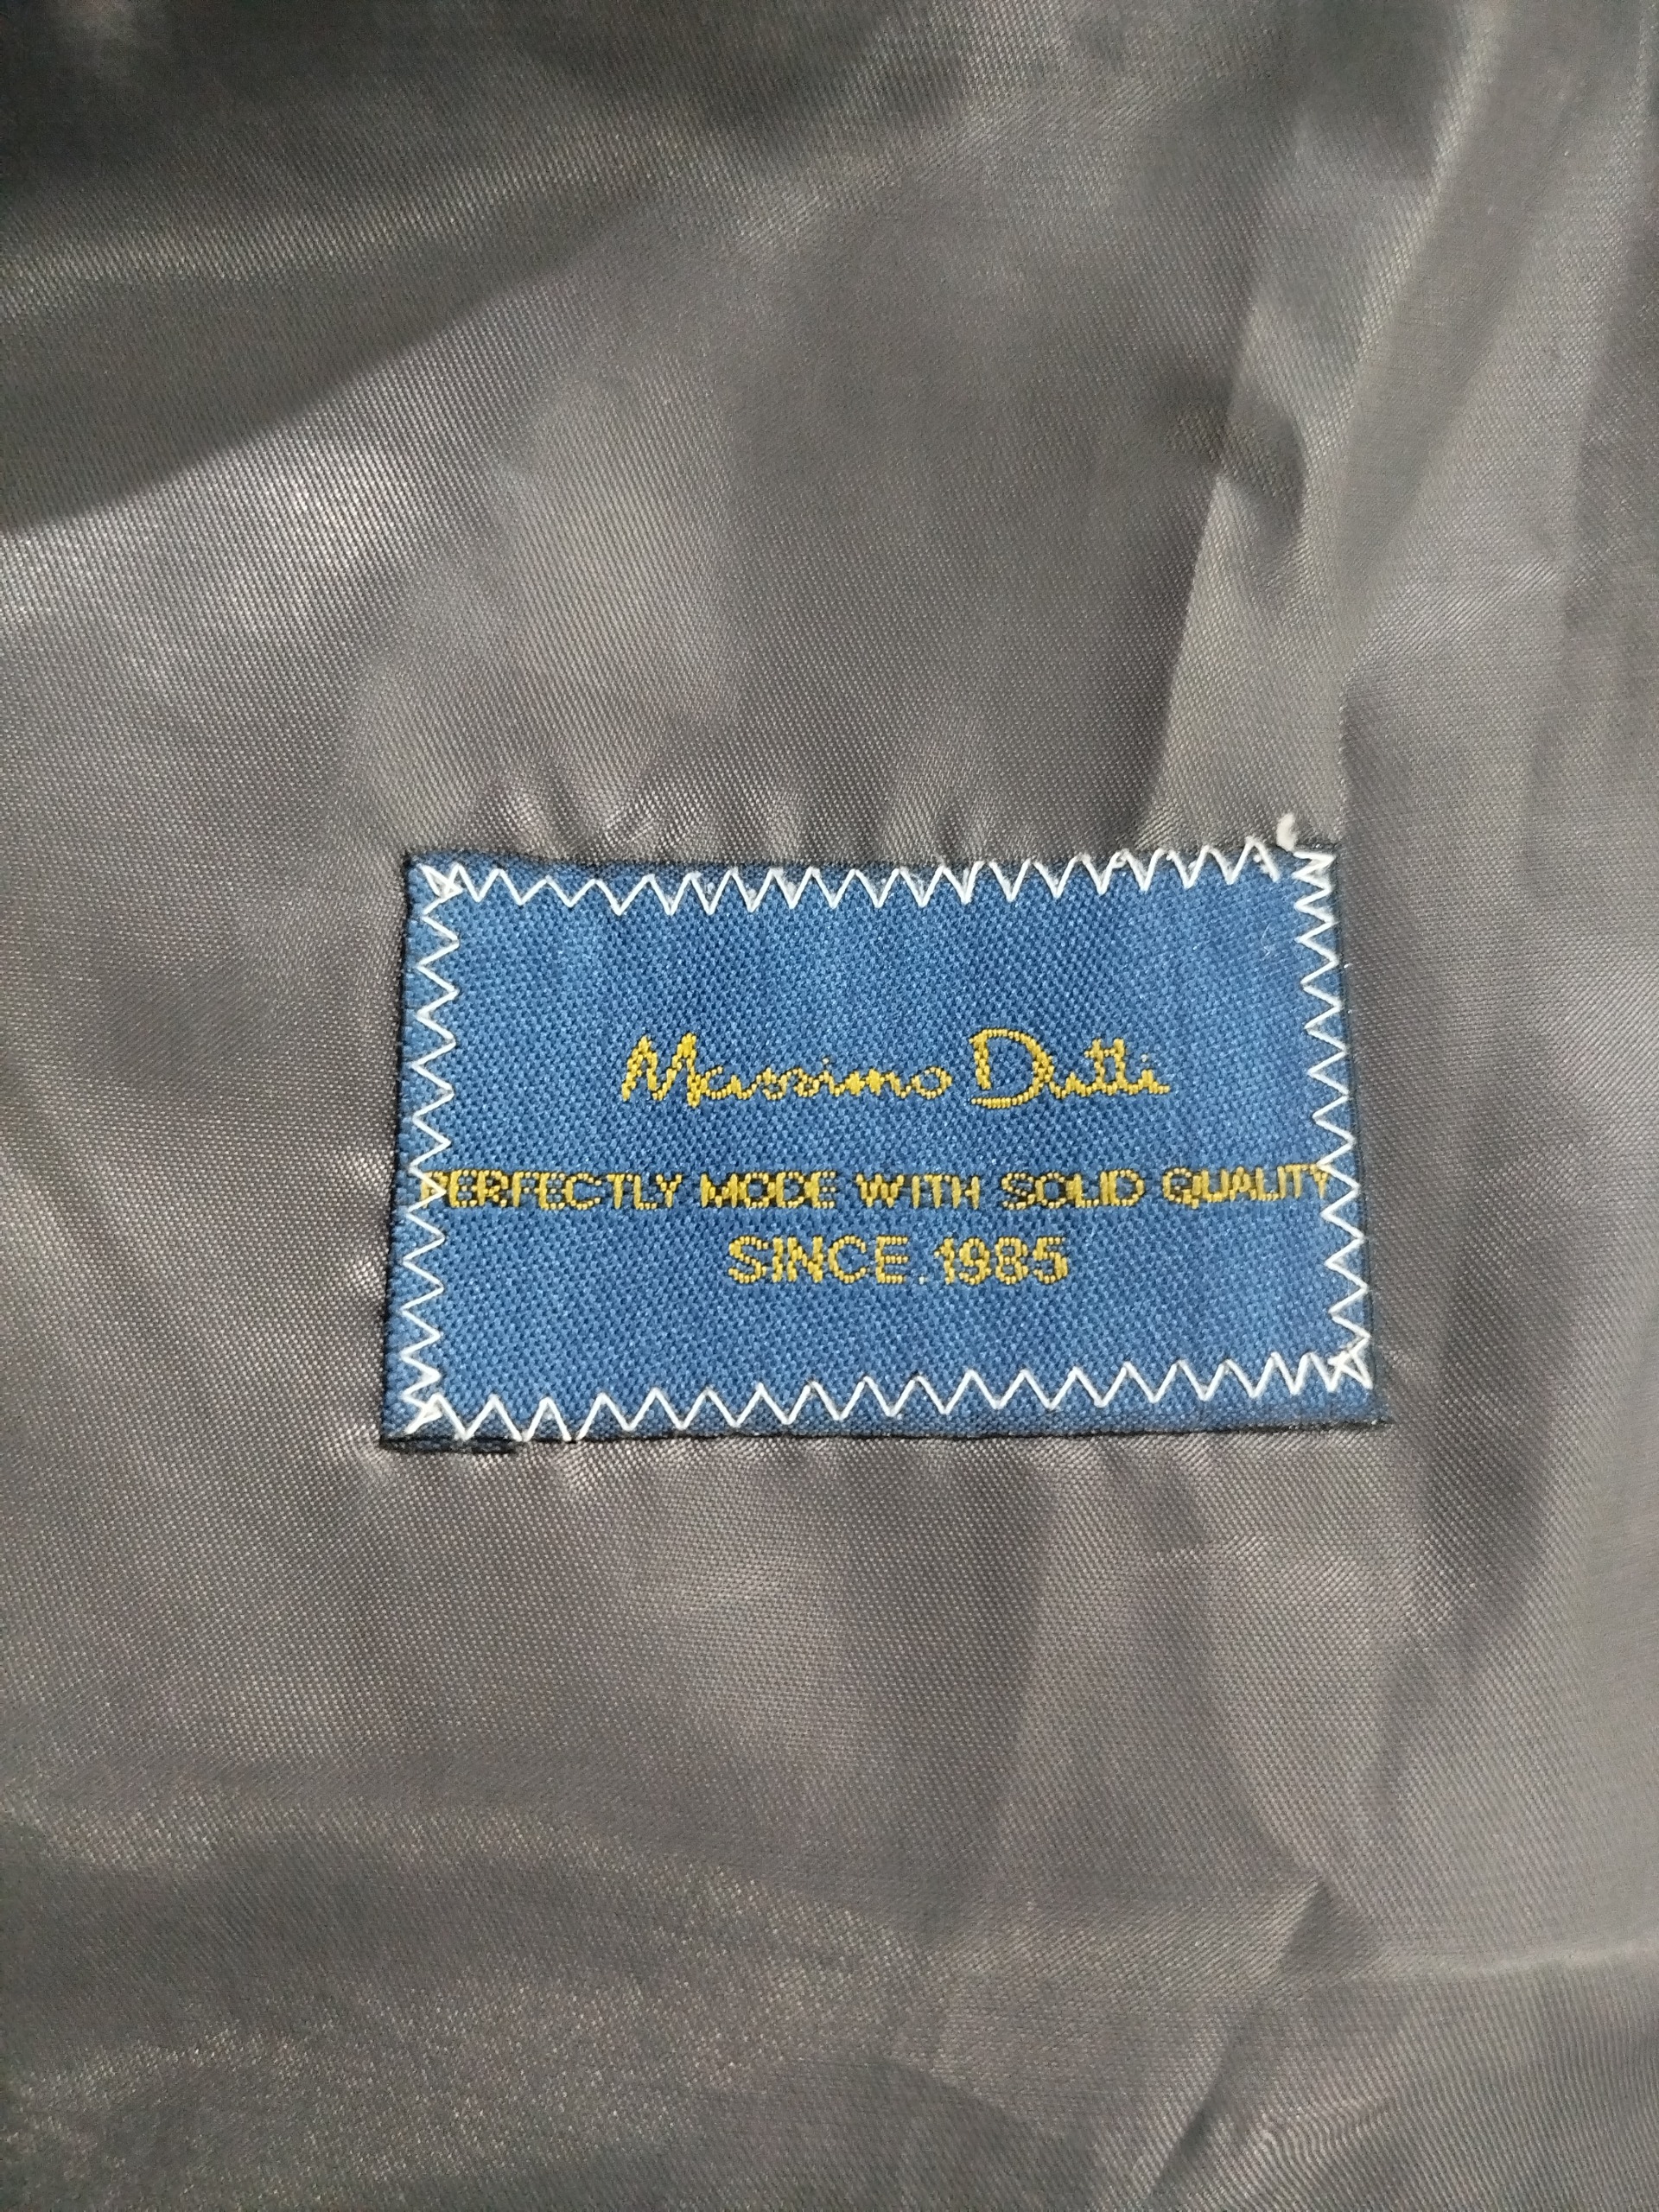 Massimo Dutti
PERFECTLY MODE WITH SOLID QUALITY
SINCE.1985